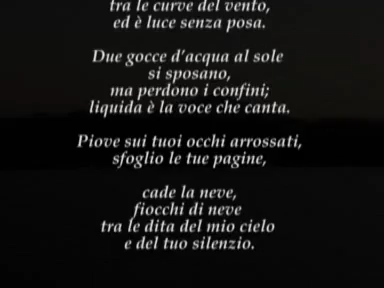 tra le curve del vento,
ed è luce senza posa.
Due gocce d'acqua al sole
si sposano,
ma perdono i confini;
liquida è la voce che canta.
Piove sui tuoi occhi arrossati,
sfoglio le tue pagine,
cade la neve,
fiocchi di neve
tra le dita del mio cielo
e del tuo silenzio.